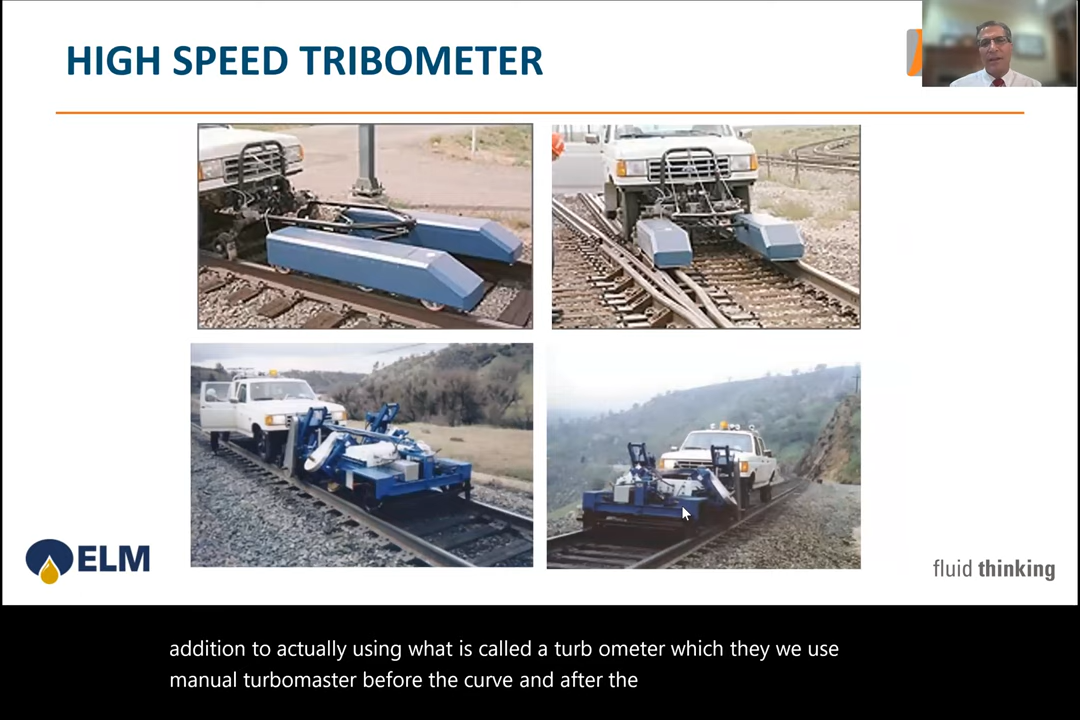 HIGH SPEED TRIBOMETER
ELM
fluid thinking
addition to actually using what is called a turb ometer which they we use
manual turbomaster before the curve and after the